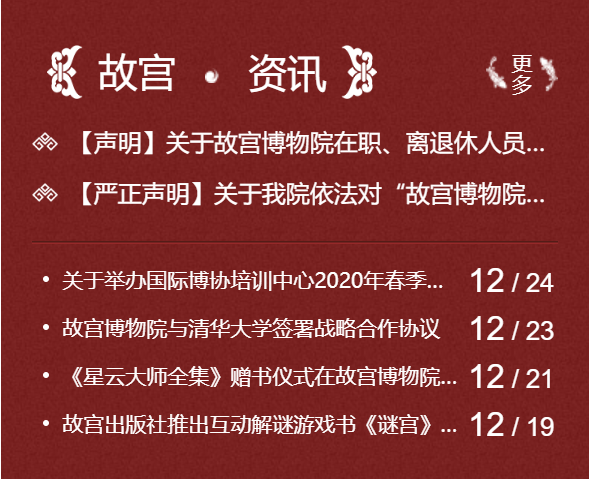 故宫 · 资讯
更多
【声明】关于故宫博物院在职、离退休人员...
【严正声明】关于我院依法对“故宫博物院...
• 关于举办国际博协培训中心2020年春季... 12 / 24
• 故宫博物院与清华大学签署战略合作协议 12 / 23
• 《星云大师全集》赠书仪式在故宫博物院... 12 / 21
• 故宫出版社推出互动解谜游戏书《谜宫》... 12 / 19